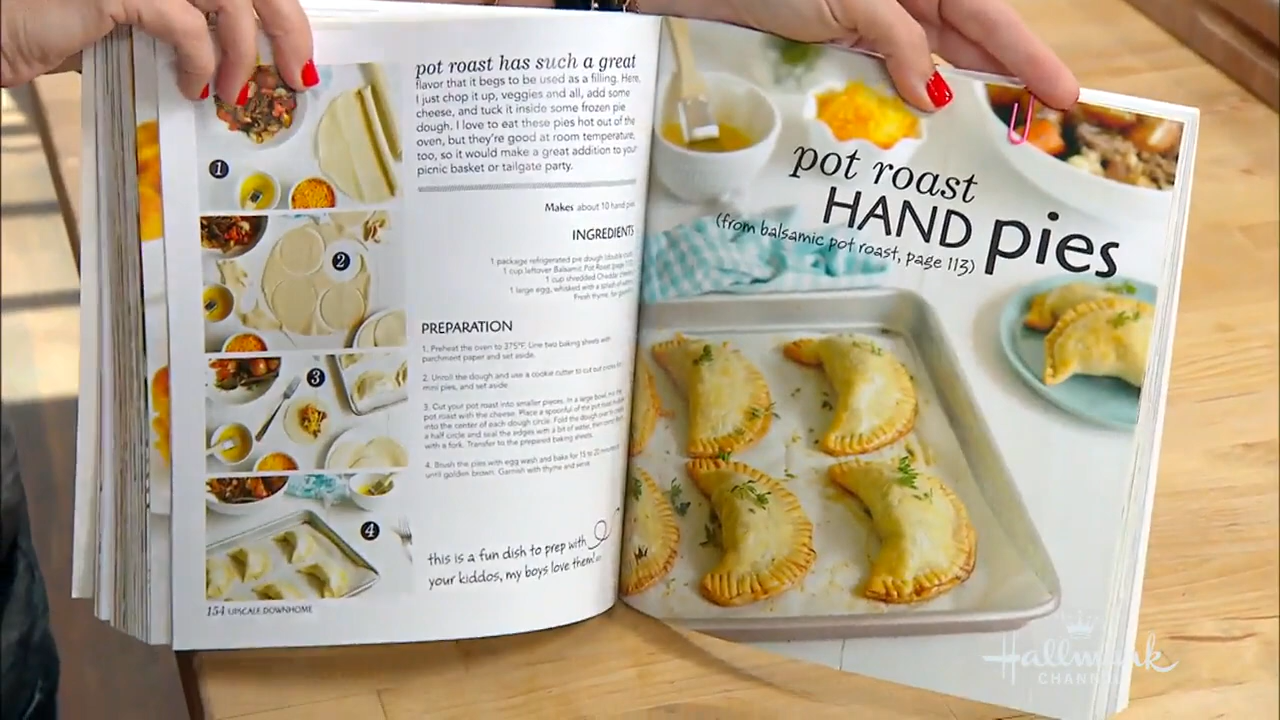 pot roast has such a great
flavor that it begs to be used as a filling. Here,
I just chop it up, veggies and all, add some
cheese, and tuck it inside some frozen pie
dough. I love to eat these pies hot out of the
oven, but they're good at room temperature,
too, so it would make a great addition to your
picnic basket or tailgate party.
Makes about 10 hand pies
INGREDIENTS
1 package refrigerated pie dough (double crust)
1 cup leftover Balsamic Pot Roast (page 113)
1 cup shredded Cheddar cheese
1 large egg, whisked with a splash of water
Fresh thyme, for garnish
PREPARATION
1. Preheat the oven to 375°F. Line two baking sheets with
parchment paper and set aside.
2. Unroll the dough and use a cookie cutter to cut out
mini pies, and set aside.
3. Cut your pot roast into smaller pieces. In a large bowl, mix the
pot roast with the cheese. Place a spoonful of the pot roast
into the center of each dough circle. Fold the dough over to
a half circle and seal the edges with a bit of water, then
with a fork. Transfer to the prepared baking sheets.
4. Brush the pies with egg wash and bake for 15 to 20 minutes
until golden brown. Garnish with thyme and serve.
this is a fun dish to prep with
your kiddos, my boys love them!
154 UPSCALE DOWNHOME
1
2
3
4
pot roast
HAND pies
(from balsamic pot roast, page 113)
Hallmark
CHANNEL